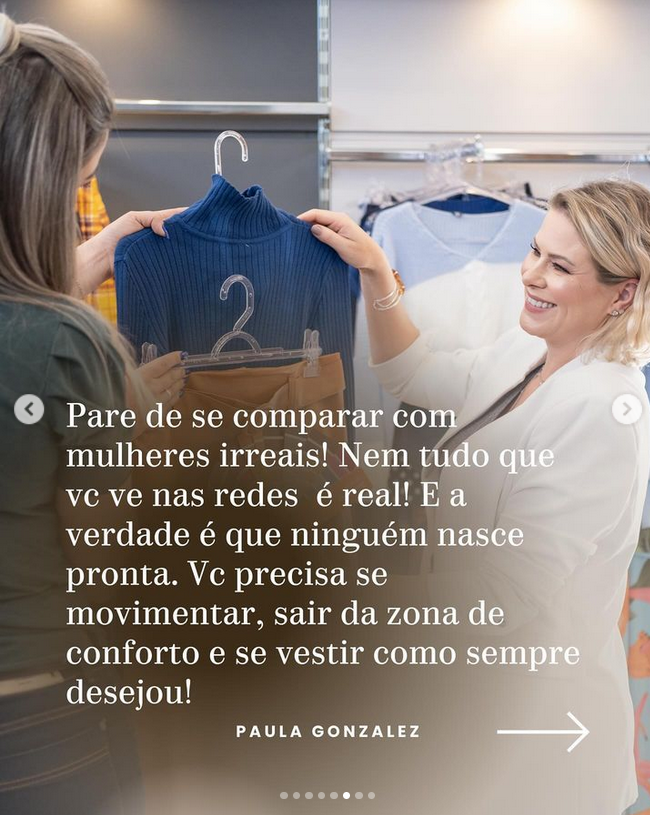 Pare de se comparar com
mulheres irreais! Nem tudo que
vc ve nas redes  é real! E a
verdade é que ninguém nasce
pronta. Vc precisa se
movimentar, sair da zona de
conforto e se vestir como sempre
desejou!
PAULA GONZALEZ